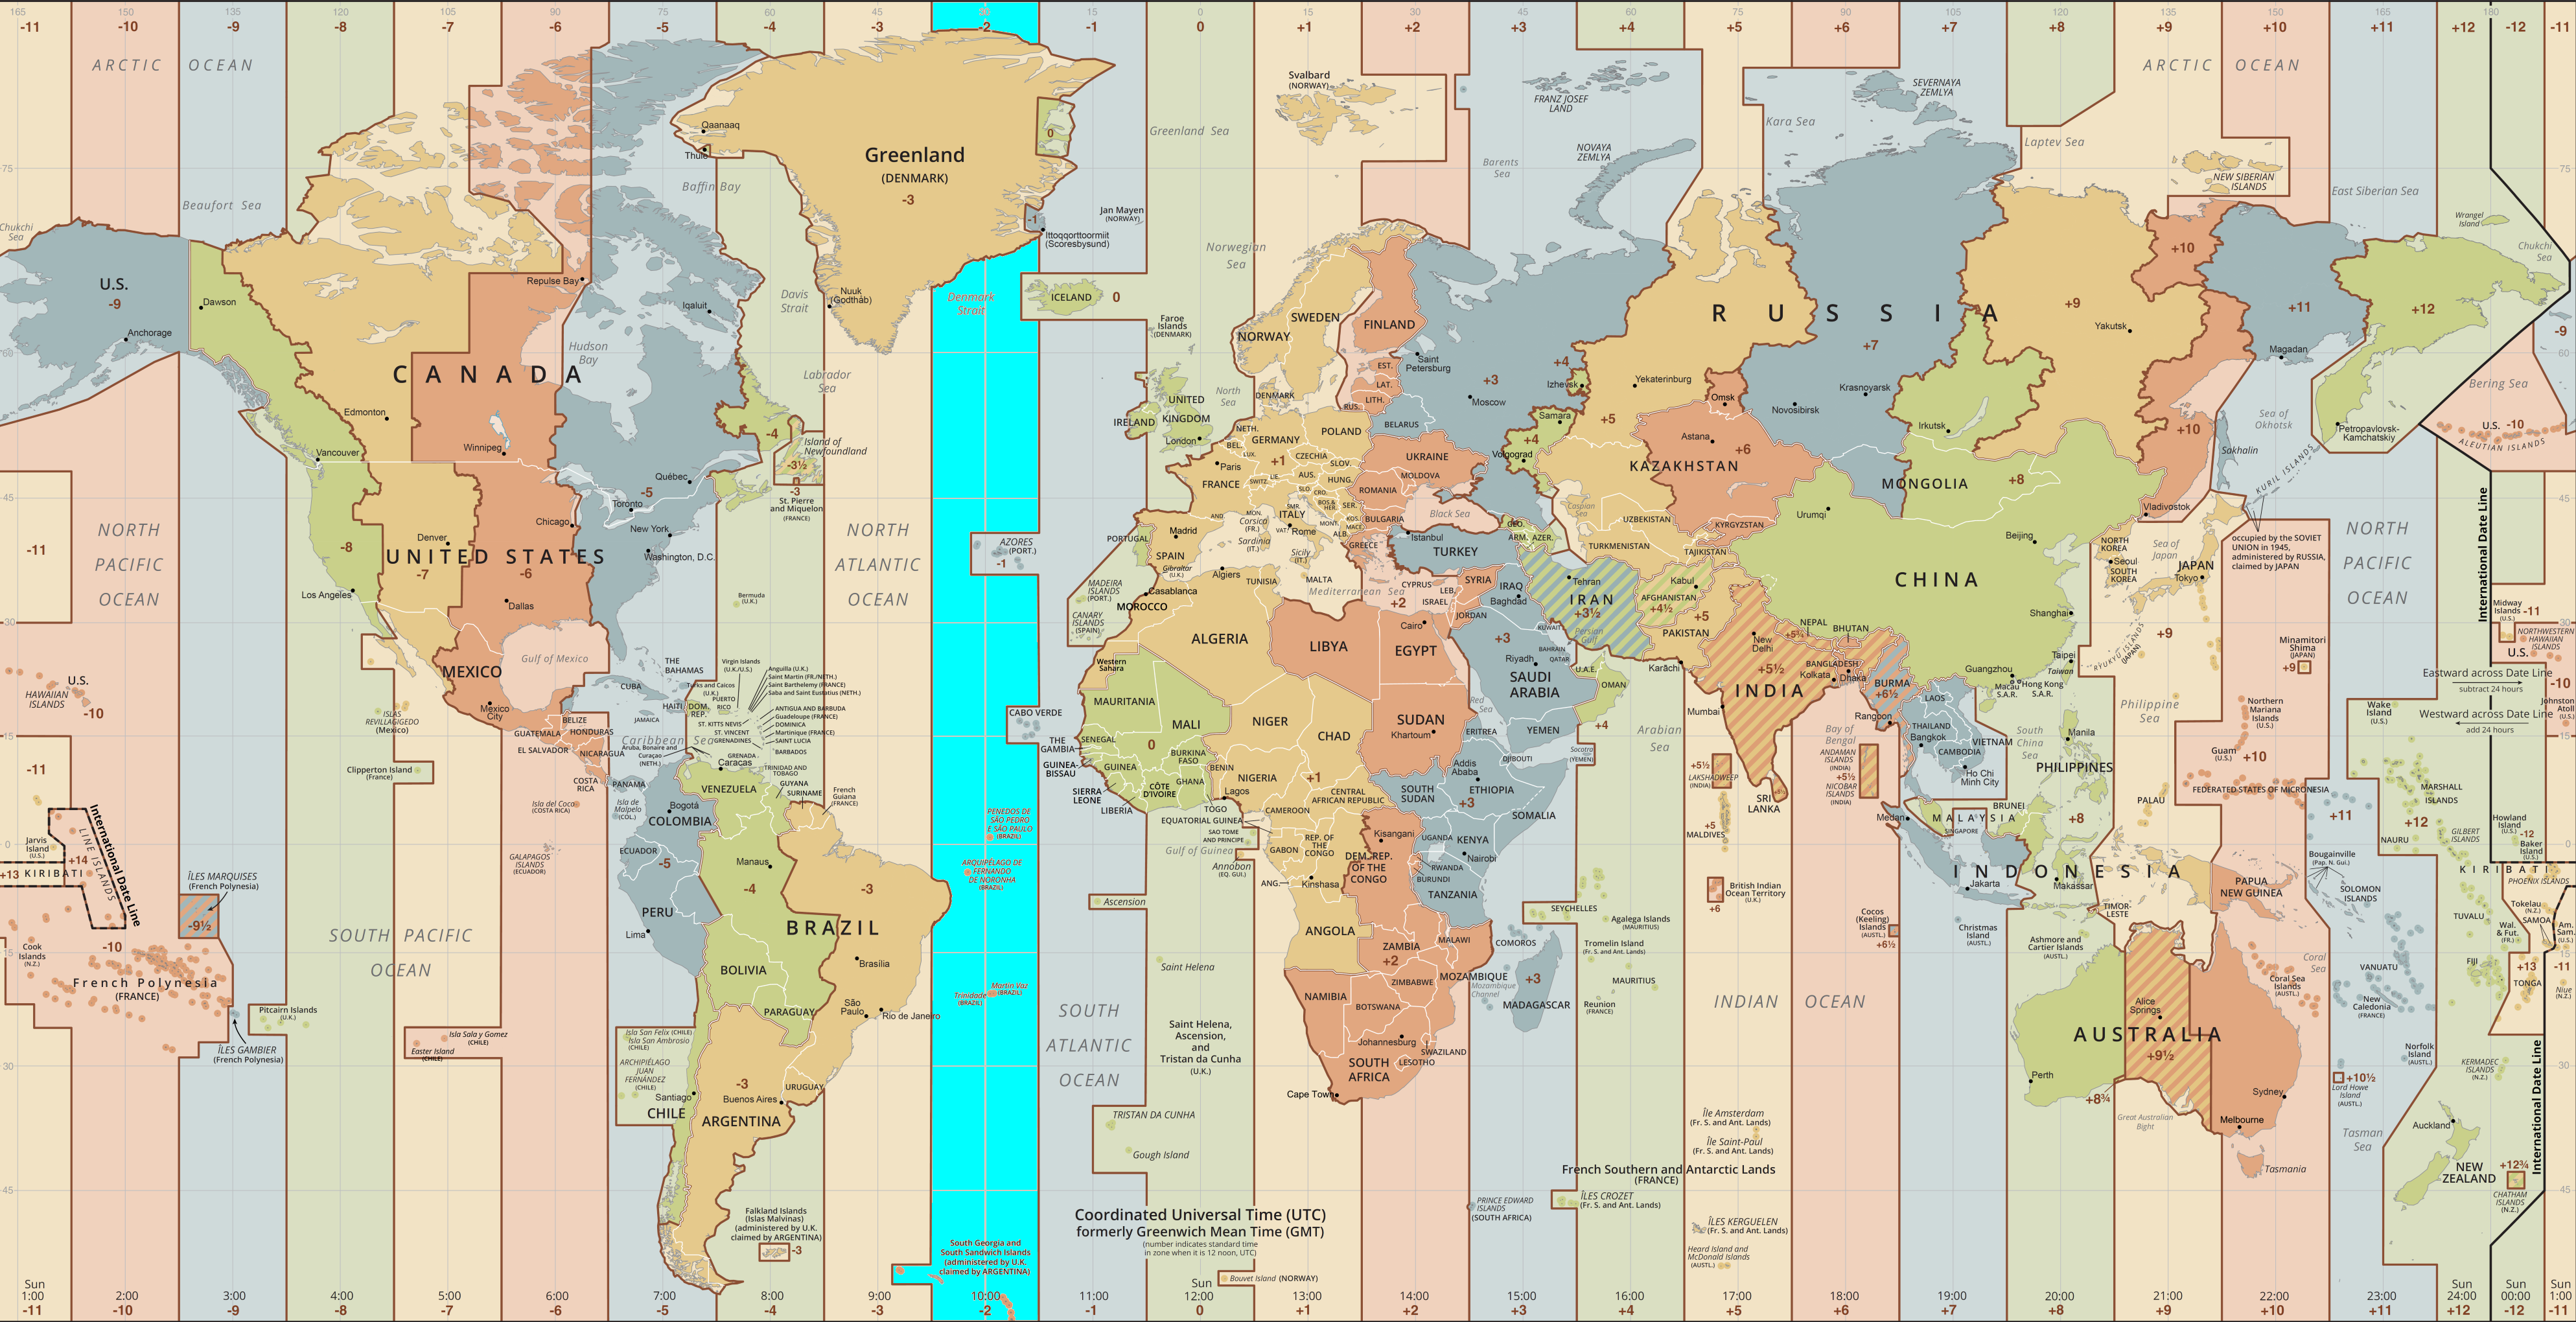 165 150 135 120 105 90 75 60 45 30 15 0 15 30 45 60 75 90 105 120 135 150 165 180
-11 -10 -9 -8 -7 -6 -5 -4 -3 -2 -1 0 +1 +2 +3 +4 +5 +6 +7 +8 +9 +10 +11 +12 -12 -11
ARCTIC OCEAN
ARCTIC OCEAN
Chukchi
Sea
Beaufort Sea
Baffin Bay
Qaanaaq
Thule
Greenland
(DENMARK)
-3
0
-1
Ittoqqortoormiit
(Scoresbysund)
Jan Mayen
(NORWAY)
Greenland Sea
Norwegian
Sea
Svalbard
(NORWAY)
Barents
Sea
FRANZ JOSEF
LAND
NOVAYA
ZEMLYA
Kara Sea
SEVERNAYA
ZEMLYA
Laptev Sea
NEW SIBERIAN
ISLANDS
East Siberian Sea
Wrangel
Island
Chukchi
Sea
U.S.
-9
Anchorage
Dawson
Repulse Bay
Iqaluit
Davis
Strait
Nuuk
(Godthåb)
Denmark
Strait
ICELAND
0
Faroe
Islands
(DENMARK)
Hudson
Bay
CANADA
Edmonton
Winnipeg
Vancouver
Labrador
Sea
-4
Island of
Newfoundland
-3½
-3
St. Pierre
and Miquelon
(FRANCE)
Québec
-5
Toronto
New York
Washington, D.C.
Chicago
Denver
UNITED STATES
-8
-7
-6
Los Angeles
Dallas
Bermuda
(U.K.)
NORTH
PACIFIC
OCEAN
-11
NORTH
ATLANTIC
OCEAN
AZORES
(PORT.)
-1
MADEIRA
ISLANDS
(PORT.)
CANARY
ISLANDS
(SPAIN)
UNITED
KINGDOM
IRELAND
London
North
Sea
NORWAY
SWEDEN
FINLAND
EST.
LAT.
LITH.
RUS.
DENMARK
NETH.
BEL.
LUX.
GERMANY
POLAND
BELARUS
+1
CZECHIA
SLOV.
Paris
FRANCE
SWITZ.
LIE.
AUS.
HUNG.
SLO.
CRO.
BOS.&
HER.
SER.
MONT.
KOS.
MACE.
ALB.
ROMANIA
MOLDOVA
UKRAINE
BULGARIA
GREECE
AND.
MON.
SMR.
VAT.
ITALY
Rome
Corsica
(FR.)
Sardinia
(IT.)
Sicily
(IT.)
MALTA
Mediterranean Sea
Madrid
SPAIN
PORTUGAL
Gibraltar
(U.K.)
Black Sea
Istanbul
TURKEY
Saint
Petersburg
+3
Moscow
+4
Izhevsk
Samara
+4
Volgograd
RUSSIA
Yekaterinburg
+5
Omsk
Novosibirsk
Krasnoyarsk
+7
Irkutsk
+9
Yakutsk
+10
+11
Magadan
+12
Petropavlovsk-
Kamchatskiy
Sea of
Okhotsk
Sakhalin
KURIL ISLANDS
Bering Sea
-9
U.S. -10
ALEUTIAN ISLANDS
+10
Vladivostok
Astana
+6
KAZAKHSTAN
Caspian
Sea
UZBEKISTAN
KYRGYZSTAN
TURKMENISTAN
TAJIKISTAN
GEO.
ARM.
AZER.
MONGOLIA
+8
Urumqi
Beijing
CHINA
Shanghai
Guangzhou
Taipei
Taiwan
Hong Kong
S.A.R.
Macau
S.A.R.
NORTH
KOREA
Seoul
SOUTH
KOREA
Sea of
Japan
JAPAN
Tokyo
+9
RYUKYU ISLANDS
(JAPAN)
occupied by the SOVIET
UNION in 1945,
administered by RUSSIA,
claimed by JAPAN
NORTH
PACIFIC
OCEAN
International Date Line
Midway
Islands
(U.S.)
-11
NORTHWESTERN
HAWAIIAN
ISLANDS
U.S.
-10
Minamitori
Shima
(JAPAN)
+9
Eastward across Date Line
subtract 24 hours
Westward across Date Line
add 24 hours
Johnston
Atoll
(U.S.)
Wake
Island
(U.S.)
U.S.
HAWAIIAN
ISLANDS
-10
MEXICO
Mexico
City
Gulf of Mexico
ISLAS
REVILLAGIGEDO
(Mexico)
Clipperton Island
(France)
THE
BAHAMAS
CUBA
JAMAICA
HAITI
DOM.
REP.
PUERTO
RICO
Turks and Caicos
(U.K.)
Virgin Islands
(U.K./U.S.)
Anguilla (U.K.)
Saint Martin (FR./NETH.)
Saint Barthelemy (FRANCE)
Saba and Saint Eustatius (NETH.)
ANTIGUA AND BARBUDA
Guadeloupe (FRANCE)
DOMINICA
Martinique (FRANCE)
SAINT LUCIA
BARBADOS
ST. KITTS NEVIS
ST. VINCENT
GRENADINES
GRENADA
TRINIDAD AND
TOBAGO
Caribbean Sea
Aruba, Bonaire and
Curaçao
(NETH.)
BELIZE
HONDURAS
GUATEMALA
EL SALVADOR
NICARAGUA
COSTA
RICA
PANAMA
Isla del Coco
(COSTA RICA)
Isla de
Malpelo
(COL.)
Caracas
VENEZUELA
GUYANA
SURINAME
French
Guiana
(FRANCE)
Bogotá
COLOMBIA
ECUADOR
-5
GALAPAGOS
ISLANDS
(ECUADOR)
Manaus
-4
-3
PERU
Lima
BRAZIL
BOLIVIA
Brasília
PARAGUAY
São
Paulo
Rio de Janeiro
-3
URUGUAY
Santiago
CHILE
Buenos Aires
ARGENTINA
Isla San Felix (CHILE)
Isla San Ambrosio
(CHILE)
ARCHIPIÉLAGO
JUAN
FERNÁNDEZ
(CHILE)
Isla Sala y Gomez
(CHILE)
Easter Island
(CHILE)
Falkland Islands
(Islas Malvinas)
(administered by U.K.
claimed by ARGENTINA)
-3
South Georgia and
South Sandwich Islands
(administered by U.K.
claimed by ARGENTINA)
PENEDOS DE
SÃO PEDRO
E SÃO PAULO
(BRAZIL)
ARQUIPÉLAGO DE
FERNANDO
DE NORONHA
(BRAZIL)
Trinidade
(BRAZIL)
Martin Vaz
(BRAZIL)
SOUTH PACIFIC
OCEAN
-11
Jarvis
Island
(U.S.)
+13
KIRIBATI
+14
LINE ISLANDS
International Date Line
ÎLES MARQUISES
(French Polynesia)
-9½
-10
Cook
Islands
(N.Z.)
French Polynesia
(FRANCE)
Pitcairn Islands
(U.K.)
ÎLES GAMBIER
(French Polynesia)
CABO VERDE
Casablanca
MOROCCO
Western
Sahara
Algiers
TUNISIA
ALGERIA
LIBYA
EGYPT
Cairo
+2
MAURITANIA
MALI
0
NIGER
CHAD
SUDAN
Khartoum
THE
GAMBIA
SENEGAL
GUINEA-
BISSAU
GUINEA
SIERRA
LEONE
LIBERIA
CÔTE
D'IVOIRE
BURKINA
FASO
GHANA
BENIN
TOGO
NIGERIA
Lagos
+1
CAMEROON
CENTRAL
AFRICAN REPUBLIC
EQUATORIAL GUINEA
SAO TOME
AND PRINCIPE
Gulf of Guinea
Annobon
(EQ. GUI.)
GABON
REP. OF
THE
CONGO
DEM. REP.
OF THE
CONGO
Kisangani
Kinshasa
ANG.
ANGOLA
ZAMBIA
+2
MALAWI
ZIMBABWE
MOZAMBIQUE
Mozambique
Channel
NAMIBIA
BOTSWANA
Johannesburg
SWAZILAND
LESOTHO
SOUTH
AFRICA
Cape Town
SOUTH
SUDAN
ETHIOPIA
+3
Addis
Ababa
ERITREA
DJIBOUTI
SOMALIA
UGANDA
KENYA
Nairobi
RWANDA
BURUNDI
TANZANIA
COMOROS
MADAGASCAR
+3
CYPRUS
LEB.
ISRAEL
SYRIA
JORDAN
IRAQ
Baghdad
KUWAIT
+3
Riyadh
SAUDI
ARABIA
BAHRAIN
QATAR
U.A.E.
OMAN
+4
YEMEN
Red
Sea
Socotra
(YEMEN)
Tehran
IRAN
+3½
Persian
Gulf
Kabul
AFGHANISTAN
+4½
+5
PAKISTAN
Karāchi
New
Delhi
NEPAL
+5¾
BHUTAN
BANGLADESH
Dhaka
Kolkata
+5½
INDIA
Mumbai
Arabian
Sea
BURMA
+6½
Rangoon
Bay of
Bengal
ANDAMAN
ISLANDS
(INDIA)
+5½
NICOBAR
ISLANDS
(INDIA)
+5½
LAKSHADWEEP
(INDIA)
SRI
LANKA
+5
MALDIVES
LAOS
THAILAND
Bangkok
VIETNAM
CAMBODIA
Ho Chi
Minh City
South
China
Sea
Manila
PHILIPPINES
Philippine
Sea
+8
BRUNEI
MALAYSIA
SINGAPORE
Medan
INDONESIA
Jakarta
Makassar
TIMOR-
LESTE
PALAU
Northern
Mariana
Islands
(U.S.)
Guam
(U.S.)
+10
FEDERATED STATES OF MICRONESIA
+11
MARSHALL
ISLANDS
+12
NAURU
GILBERT
ISLANDS
Howland
Island
(U.S.)
-12
Baker
Island
(U.S.)
KIRIBATI
PHOENIX ISLANDS
PAPUA
NEW GUINEA
Bougainville
(Pap. N. Gui.)
SOLOMON
ISLANDS
TUVALU
Tokelau
(N.Z.)
SAMOA
Am.
Sam.
(U.S.)
Wal.
& Fut.
(FR.)
FIJI
+13
TONGA
-11
Niue
(N.Z.)
VANUATU
New
Caledonia
(FRANCE)
Coral
Sea
Coral Sea
Islands
(AUSTL.)
British Indian
Ocean Territory
(U.K.)
+6
SEYCHELLES
Agalega Islands
(MAURITIUS)
Tromelin Island
(Fr. S. and Ant. Lands)
MAURITIUS
Reunion
(FRANCE)
INDIAN OCEAN
Cocos
(Keeling)
Islands
(AUSTL.)
+6½
Christmas
Island
(AUSTL.)
Ashmore and
Cartier Islands
(AUSTL.)
AUSTRALIA
Alice
Springs
+9½
Perth
+8¾
Great Australian
Bight
Sydney
Melbourne
Tasmania
Tasman
Sea
Norfolk
Island
(AUSTL.)
+10½
Lord Howe
Island
(AUSTL.)
KERMADEC
ISLANDS
(N.Z.)
Auckland
NEW
ZEALAND
+12¾
CHATHAM
ISLANDS
(N.Z.)
International Date Line
Ascension
Saint Helena
SOUTH
ATLANTIC
OCEAN
Saint Helena,
Ascension,
and
Tristan da Cunha
(U.K.)
TRISTAN DA CUNHA
Gough Island
Île Amsterdam
(Fr. S. and Ant. Lands)
Île Saint-Paul
(Fr. S. and Ant. Lands)
French Southern and Antarctic Lands
(FRANCE)
PRINCE EDWARD
ISLANDS
(SOUTH AFRICA)
ÎLES CROZET
(Fr. S. and Ant. Lands)
ÎLES KERGUELEN
(Fr. S. and Ant. Lands)
Heard Island and
McDonald Islands
(AUSTL.)
Coordinated Universal Time (UTC)
formerly Greenwich Mean Time (GMT)
(number indicates standard time
in zone when it is 12 noon, UTC)
Bouvet Island (NORWAY)
75
60
45
30
15
0
15
30
45
Sun Sun Sun Sun Sun
1:00 2:00 3:00 4:00 5:00 6:00 7:00 8:00 9:00 10:00 11:00 12:00 13:00 14:00 15:00 16:00 17:00 18:00 19:00 20:00 21:00 22:00 23:00 24:00 00:00 1:00
-11 -10 -9 -8 -7 -6 -5 -4 -3 -2 -1 0 +1 +2 +3 +4 +5 +6 +7 +8 +9 +10 +11 +12 -12 -11